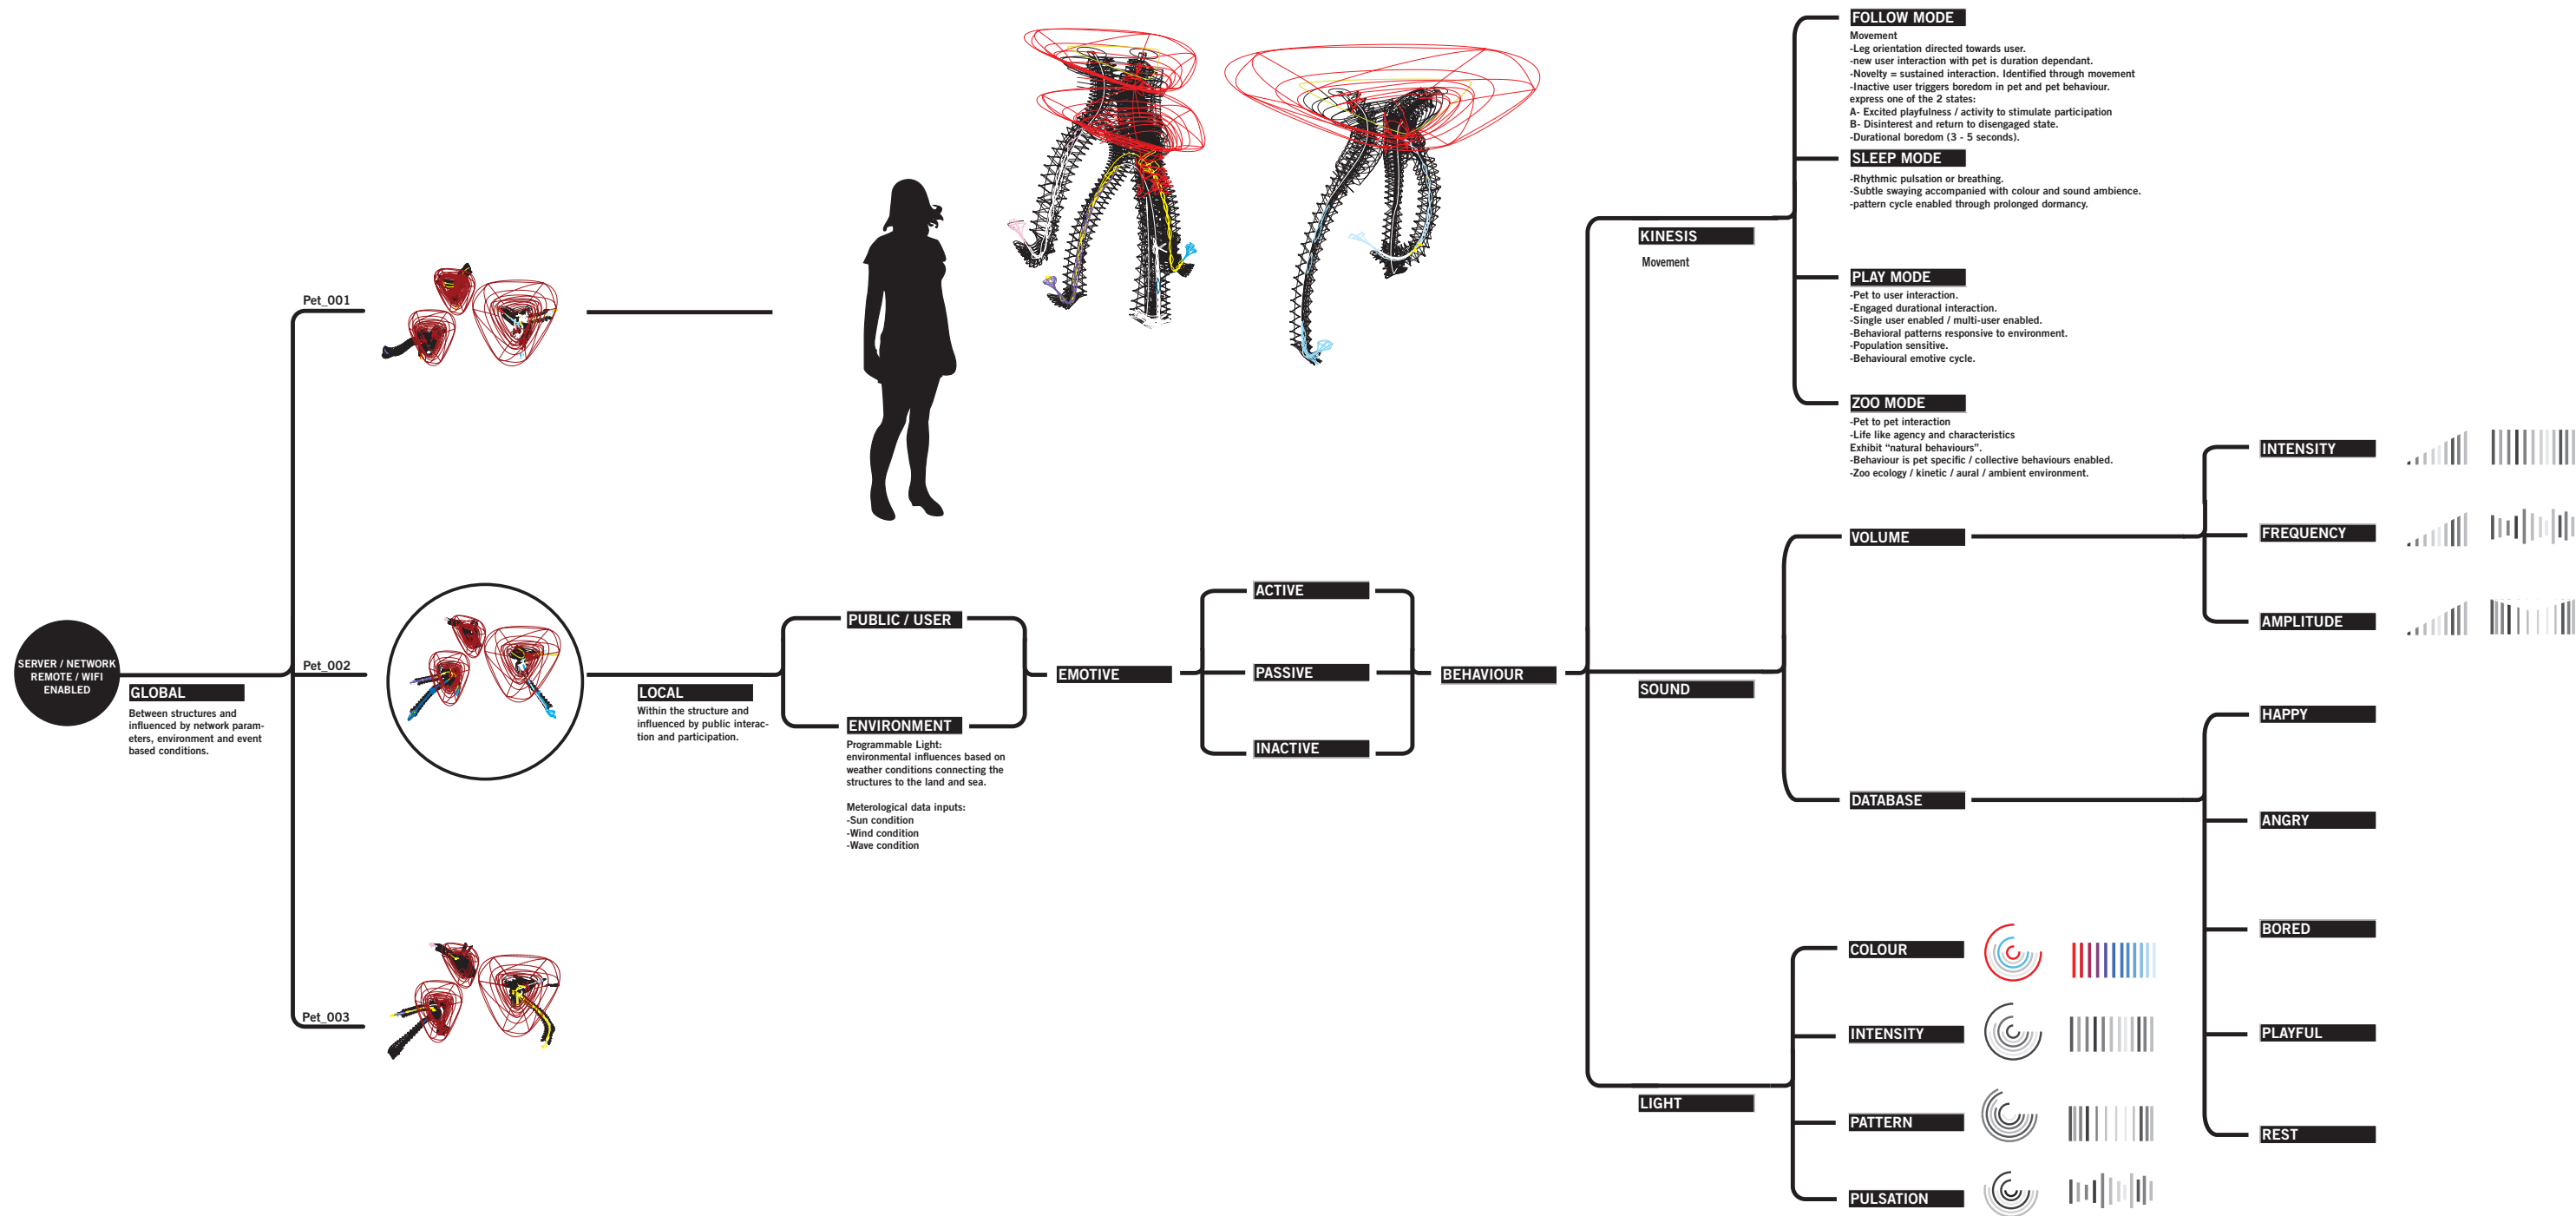 SERVER / NETWORK
REMOTE / WIFI
ENABLED
GLOBAL
Between structures and
influenced by network param-
eters, environment and event
based conditions.
Pet_001
Pet_002
Pet_003
LOCAL
Within the structure and
influenced by public interac-
tion and participation.
PUBLIC / USER
ENVIRONMENT
Programmable Light:
environmental influences based on
weather conditions connecting the
structures to the land and sea.
Meterological data inputs:
-Sun condition
-Wind condition
-Wave condition
EMOTIVE
ACTIVE
PASSIVE
INACTIVE
BEHAVIOUR
KINESIS
Movement
FOLLOW MODE
Movement
-Leg orientation directed towards user.
-new user interaction with pet is duration dependant.
-Novelty = sustained interaction. Identified through movement
-Inactive user triggers boredom in pet and pet behaviour.
express one of the 2 states:
A- Excited playfulness / activity to stimulate participation
B- Disinterest and return to disengaged state.
-Durational boredom (3 - 5 seconds).
SLEEP MODE
-Rhythmic pulsation or breathing.
-Subtle swaying accompanied with colour and sound ambience.
-pattern cycle enabled through prolonged dormancy.
PLAY MODE
-Pet to user interaction.
-Engaged durational interaction.
-Single user enabled / multi-user enabled.
-Behavioral patterns responsive to environment.
-Population sensitive.
-Behavioural emotive cycle.
ZOO MODE
-Pet to pet interaction
-Life like agency and characteristics
Exhibit “natural behaviours”.
-Behaviour is pet specific / collective behaviours enabled.
-Zoo ecology / kinetic / aural / ambient environment.
SOUND
VOLUME
INTENSITY
FREQUENCY
AMPLITUDE
DATABASE
HAPPY
ANGRY
BORED
PLAYFUL
REST
LIGHT
COLOUR
INTENSITY
PATTERN
PULSATION